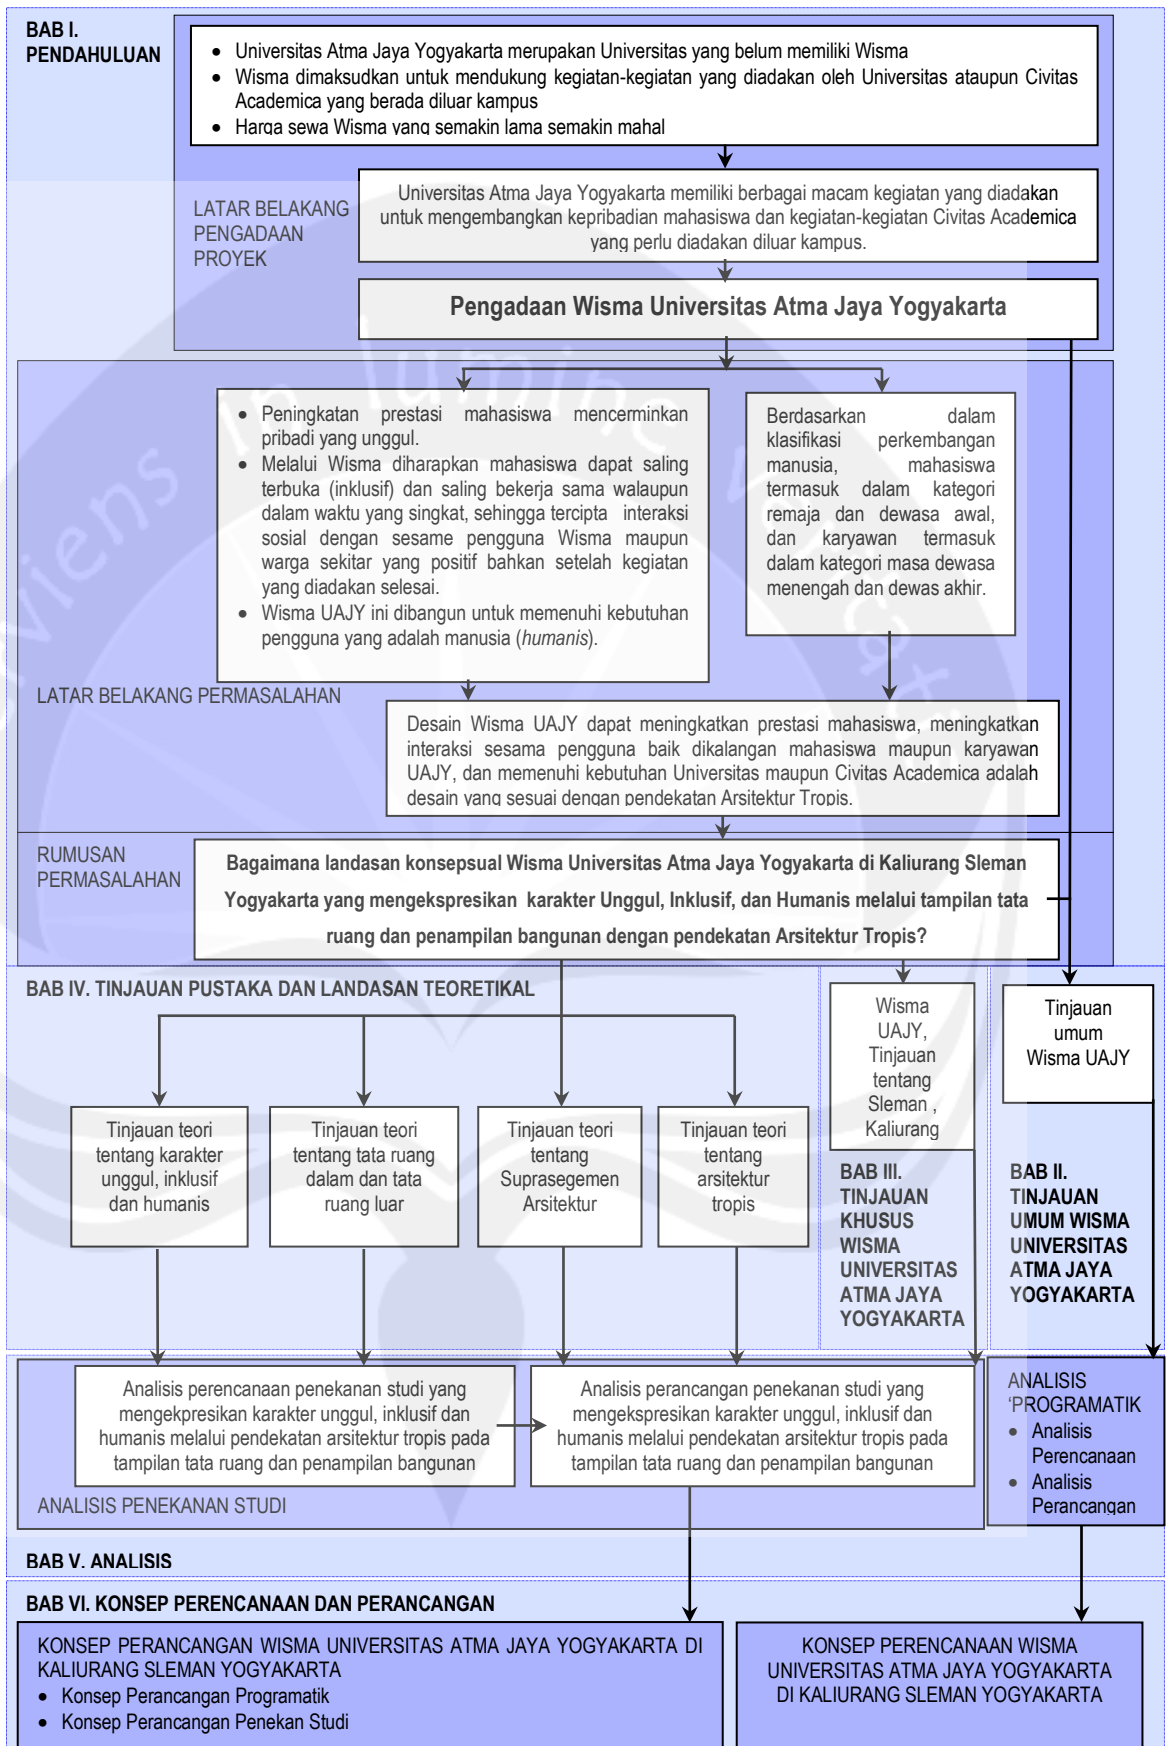 BAB I.
PENDAHULUAN
• Universitas Atma Jaya Yogyakarta merupakan Universitas yang belum memiliki Wisma
• Wisma dimaksudkan untuk mendukung kegiatan-kegiatan yang diadakan oleh Universitas ataupun Civitas
Academica yang berada diluar kampus
• Harga sewa Wisma yang semakin lama semakin mahal
LATAR BELAKANG
PENGADAAN
PROYEK
Universitas Atma Jaya Yogyakarta memiliki berbagai macam kegiatan yang diadakan
untuk mengembangkan kepribadian mahasiswa dan kegiatan-kegiatan Civitas Academica
yang perlu diadakan diluar kampus.
Pengadaan Wisma Universitas Atma Jaya Yogyakarta
• Peningkatan prestasi mahasiswa mencerminkan
pribadi yang unggul.
• Melalui Wisma diharapkan mahasiswa dapat saling
terbuka (inklusif) dan saling bekerja sama walaupun
dalam waktu yang singkat, sehingga tercipta interaksi
sosial dengan sesame pengguna Wisma maupun
warga sekitar yang positif bahkan setelah kegiatan
yang diadakan selesai.
• Wisma UAJY ini dibangun untuk memenuhi kebutuhan
pengguna yang adalah manusia (humanis).
Berdasarkan dalam
klasifikasi perkembangan
manusia, mahasiswa
termasuk dalam kategori
remaja dan dewasa awal,
dan karyawan termasuk
dalam kategori masa dewasa
menengah dan dewas akhir.
LATAR BELAKANG PERMASALAHAN
Desain Wisma UAJY dapat meningkatkan prestasi mahasiswa, meningkatkan
interaksi sesama pengguna baik dikalangan mahasiswa maupun karyawan
UAJY, dan memenuhi kebutuhan Universitas maupun Civitas Academica adalah
desain yang sesuai dengan pendekatan Arsitektur Tropis.
RUMUSAN
PERMASALAHAN
Bagaimana landasan konsepsual Wisma Universitas Atma Jaya Yogyakarta di Kaliurang Sleman
Yogyakarta yang mengekspresikan karakter Unggul, Inklusif, dan Humanis melalui tampilan tata
ruang dan penampilan bangunan dengan pendekatan Arsitektur Tropis?
BAB IV. TINJAUAN PUSTAKA DAN LANDASAN TEORETIKAL
Tinjauan teori
tentang karakter
unggul, inklusif
dan humanis
Tinjauan teori
tentang tata ruang
dalam dan tata
ruang luar
Tinjauan teori
tentang
Suprasegemen
Arsitektur
Tinjauan teori
tentang
arsitektur
tropis
Wisma
UAJY,
Tinjauan
tentang
Sleman ,
Kaliurang
BAB III.
TINJAUAN
KHUSUS
WISMA
UNIVERSITAS
ATMA JAYA
YOGYAKARTA
Tinjauan
umum
Wisma UAJY
BAB II.
TINJAUAN
UMUM WISMA
UNIVERSITAS
ATMA JAYA
YOGYAKARTA
Analisis perencanaan penekanan studi yang
mengekpresikan karakter unggul, inklusif dan
humanis melalui pendekatan arsitektur tropis pada
tampilan tata ruang dan penampilan bangunan
Analisis perancangan penekanan studi yang
mengekspresikan karakter unggul, inklusif dan
humanis melalui pendekatan arsitektur tropis pada
tampilan tata ruang dan penampilan bangunan
ANALISIS PENEKANAN STUDI
ANALISIS
'PROGRAMATIK
• Analisis
Perencanaan
• Analisis
Perancangan
BAB V. ANALISIS
BAB VI. KONSEP PERENCANAAN DAN PERANCANGAN
KONSEP PERANCANGAN WISMA UNIVERSITAS ATMA JAYA YOGYAKARTA DI
KALIURANG SLEMAN YOGYAKARTA
• Konsep Perancangan Programatik
• Konsep Perancangan Penekan Studi
KONSEP PERENCANAAN WISMA
UNIVERSITAS ATMA JAYA YOGYAKARTA
DI KALIURANG SLEMAN YOGYAKARTA
serviens in lumine veritatis